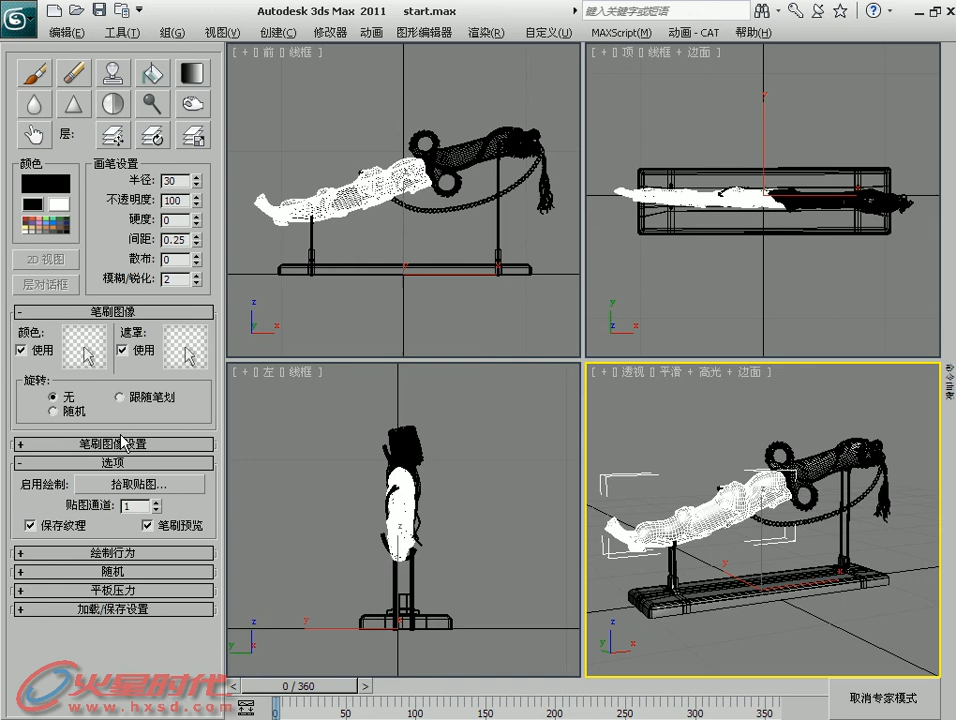 Autodesk 3ds Max 2011 start.max
键入关键字或短语
编辑(E) 工具(T) 组(G) 视图(V) 创建(C) 修改器 动画 图形编辑器 渲染(R) 自定义(U) MAXScript(M) 动画 - CAT 帮助(H)
层:
颜色
画笔设置
半径: 30
不透明度: 100
硬度: 0
间距: 0.25
散布: 0
模糊/锐化: 2
2D 视图
层对话框
- 笔刷图像
颜色: 遮罩:
使用 使用
旋转:
无 跟随笔划
随机
+ 笔刷图像设置
- 选项
启用绘制: 拾取贴图...
贴图通道: 1
保存纹理 笔刷预览
+ 绘制行为
+ 随机
+ 平板压力
+ 加载/保存设置
火星时代
www.hxsd.com
[ + [] 前 [] 线框 ]
z
y x
x
[ + [] 顶 [] 线框 + 边面 ]
y
x
y
z x
[ + [] 左 [] 线框 ]
z
y
z
y x
[ + [] 透视 [] 平滑 + 高光 + 边面 ]
z
y
x
z
y x
< 0 / 360 >
0 50 100 150 200 250 300 350
取消专家模式